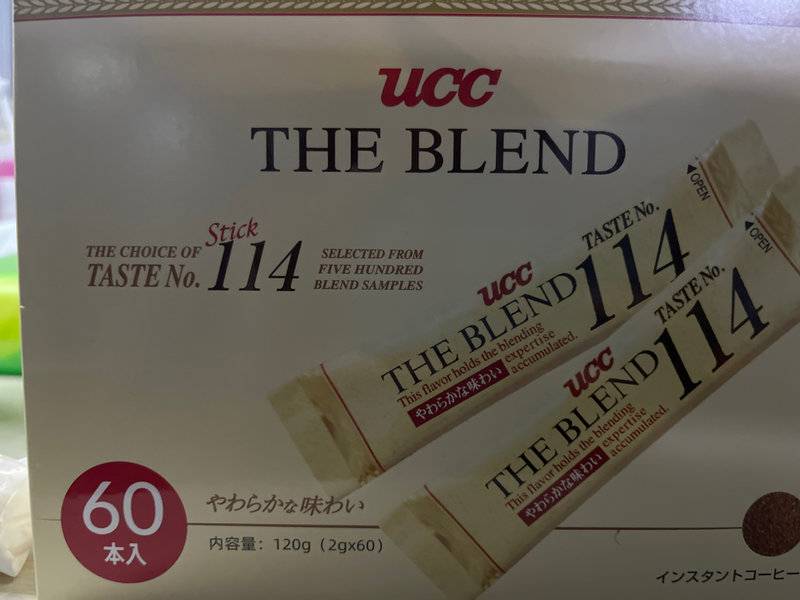 ucc
THE BLEND
THE CHOICE OF
TASTE No.
Stick
114
SELECTED FROM
FIVE HUNDRED
BLEND SAMPLES
OPEN
TASTE No.
114
ucc
THE BLEND
This flavor holds the blending
expertise
accumulated.
やわらかな味わい
OPEN
TASTE No.
114
ucc
THE BLEND
This flavor holds the blending
expertise
accumulated.
やわらかな味わい
60
本入
やわらかな味わい
内容量：120g（2gx60）
インスタントコーヒー